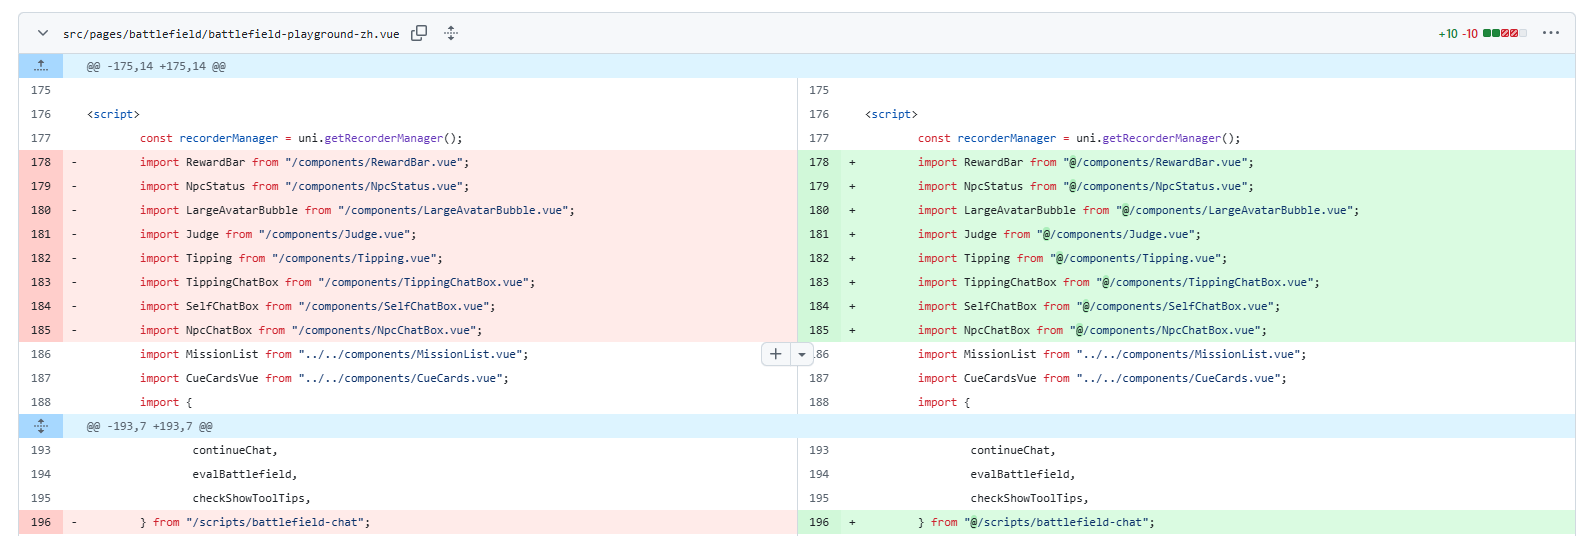 src/pages/battlefield/battlefield-playground-zh.vue +10 -10
@@ -175,14 +175,14 @@
175 175
176 <script> 176 <script>
177 const recorderManager = uni.getRecorderManager(); 177 const recorderManager = uni.getRecorderManager();
178 - import RewardBar from "/components/RewardBar.vue"; 178 + import RewardBar from "@/components/RewardBar.vue";
179 - import NpcStatus from "/components/NpcStatus.vue"; 179 + import NpcStatus from "@/components/NpcStatus.vue";
180 - import LargeAvatarBubble from "/components/LargeAvatarBubble.vue"; 180 + import LargeAvatarBubble from "@/components/LargeAvatarBubble.vue";
181 - import Judge from "/components/Judge.vue"; 181 + import Judge from "@/components/Judge.vue";
182 - import Tipping from "/components/Tipping.vue"; 182 + import Tipping from "@/components/Tipping.vue";
183 - import TippingChatBox from "/components/TippingChatBox.vue"; 183 + import TippingChatBox from "@/components/TippingChatBox.vue";
184 - import SelfChatBox from "/components/SelfChatBox.vue"; 184 + import SelfChatBox from "@/components/SelfChatBox.vue";
185 - import NpcChatBox from "/components/NpcChatBox.vue"; 185 + import NpcChatBox from "@/components/NpcChatBox.vue";
186 import MissionList from "../../components/MissionList.vue"; 86 import MissionList from "../../components/MissionList.vue";
187 import CueCardsVue from "../../components/CueCards.vue"; 187 import CueCardsVue from "../../components/CueCards.vue";
188 import { 188 import {
@@ -193,7 +193,7 @@
193 continueChat, 193 continueChat,
194 evalBattlefield, 194 evalBattlefield,
195 checkShowToolTips, 195 checkShowToolTips,
196 - } from "/scripts/battlefield-chat"; 196 + } from "@/scripts/battlefield-chat";